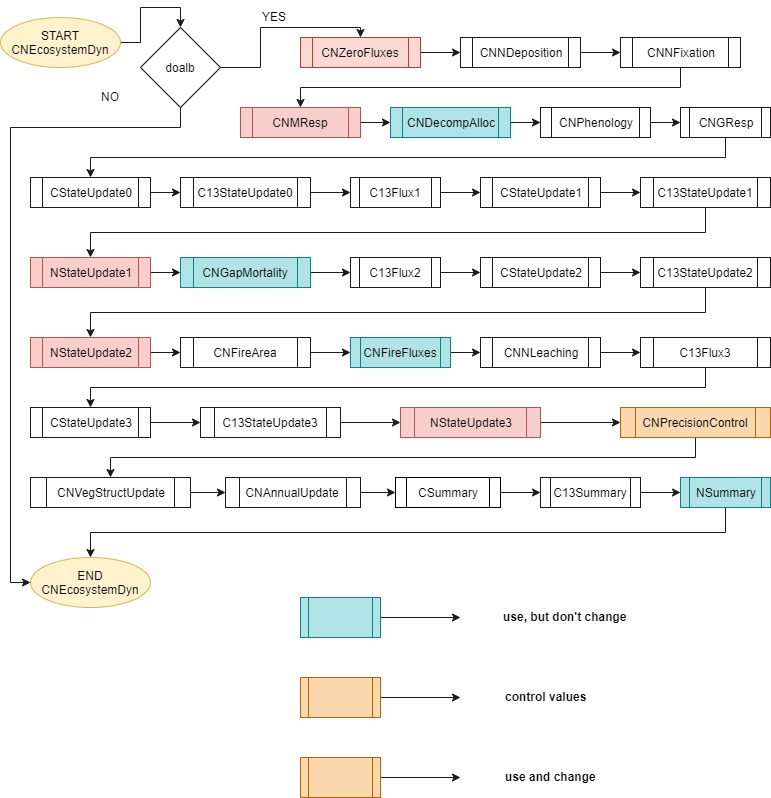 START
CNEcosystemDyn
YES
doalb
NO
CNZeroFluxes
CNNDeposition
CNNFixation
CNMResp
CNDecompAlloc
CNPhenology
CNGResp
CStateUpdate0
C13StateUpdate0
C13Flux1
CStateUpdate1
C13StateUpdate1
NStateUpdate1
CNGapMortality
C13Flux2
CStateUpdate2
C13StateUpdate2
NStateUpdate2
CNFireArea
CNFireFluxes
CNNLeaching
C13Flux3
CStateUpdate3
C13StateUpdate3
NStateUpdate3
CNPrecisionControl
CNVegStructUpdate
CNAnnualUpdate
CSummary
C13Summary
NSummary
END
CNEcosystemDyn
use, but don't change
control values
use and change